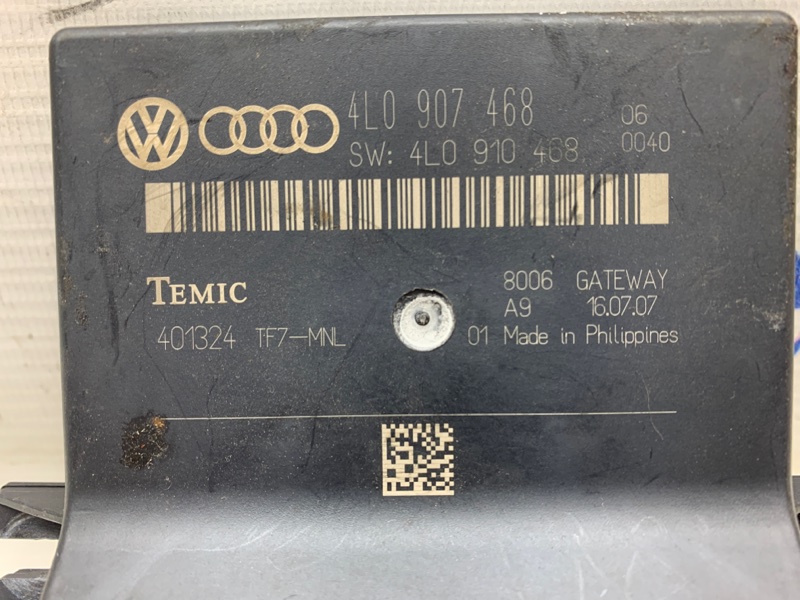 4L0 907 468 06
SW: 4L0 910 468 0040
TEMIC 8006 GATEWAY
A9 16.07.07
401324 TF7-MNL 01 Made in Philippines